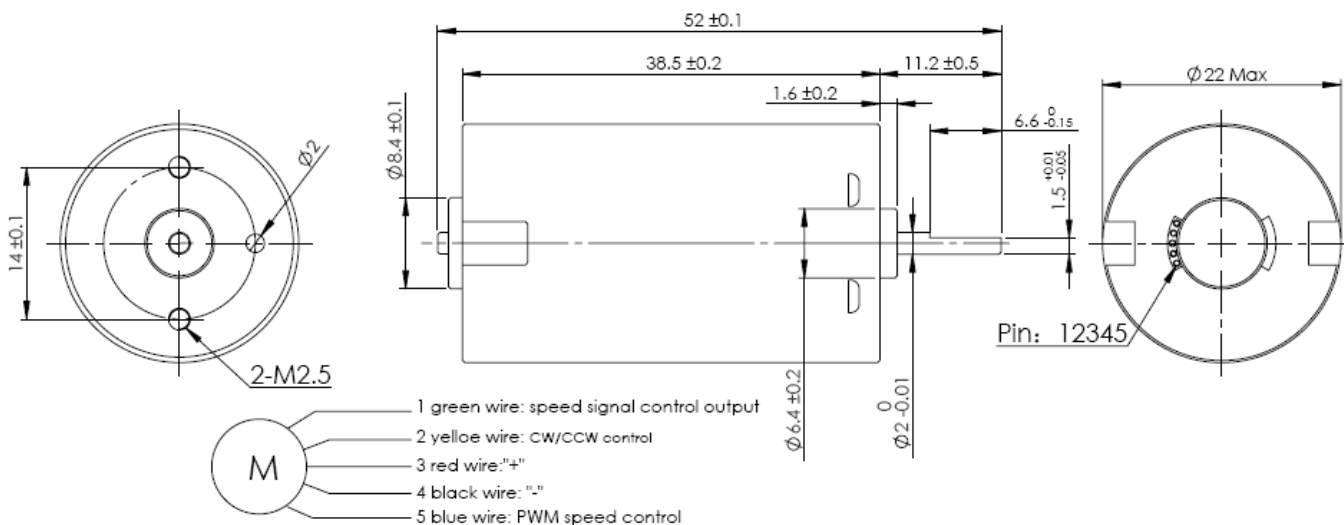 52 ±0.1
38.5 ±0.2
11.2 ±0.5
Ø22 Max
1.6 ±0.2
6.6 0 -0.15
Ø8.4 ±0.1
Ø2
1.5 +0.01 -0.05
14±0.1
Pin: 12345
2-M2.5
Ø6.4 ±0.2
Ø2 0 -0.01
M
1 green wire: speed signal control output
2 yelloe wire: CW/CCW control
3 red wire:"+"
4 black wire: "-"
5 blue wire: PWM speed control